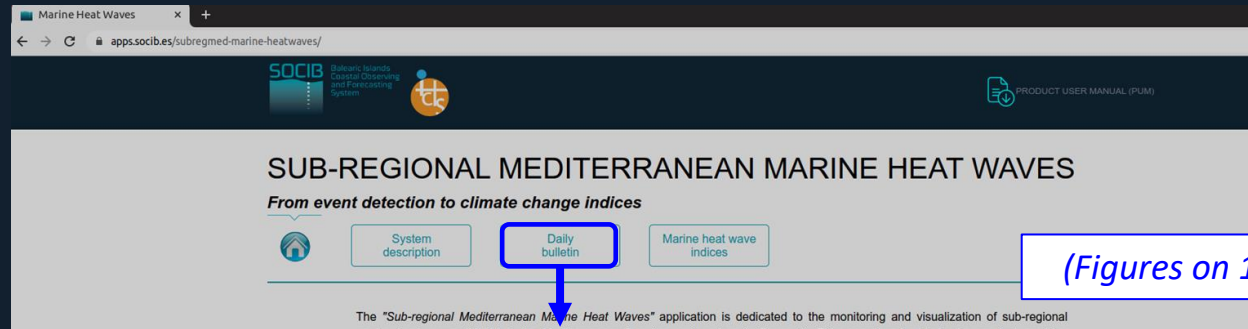 Marine Heat Waves
apps.socib.es/subregmed-marine-heatwaves/
SOCIB
Balearic Islands
Coastal Observing
and Forecasting
System
PRODUCT USER MANUAL (PUM)
SUB-REGIONAL MEDITERRANEAN MARINE HEAT WAVES
From event detection to climate change indices
System
description
Daily
bulletin
Marine heat wave
indices
(Figures on
The "Sub-regional Mediterranean Marine Heat Waves" application is dedicated to the monitoring and visualization of sub-regional